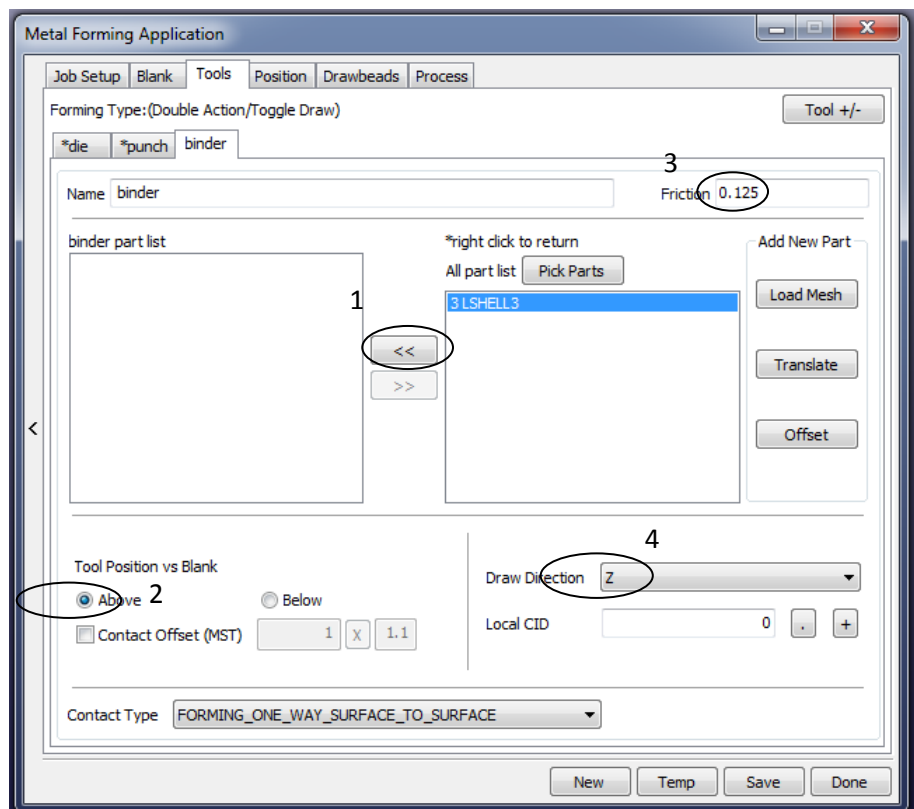 Metal Forming Application
Job Setup Blank Tools Position Drawbeads Process
Forming Type:(Double Action/Toggle Draw)
Tool +/-
*die *punch binder
3
Name binder
Friction 0.125
binder part list
*right click to return
Add New Part
All part list Pick Parts
3 LSHELL3
Load Mesh
1
<<
>>
Translate
<
Offset
4
Tool Position vs Blank
Draw Direction Z
Above 2 Below
Contact Offset (MST) 1 X 1.1
Local CID 0 . +
Contact Type FORMING_ONE_WAY_SURFACE_TO_SURFACE
New Temp Save Done